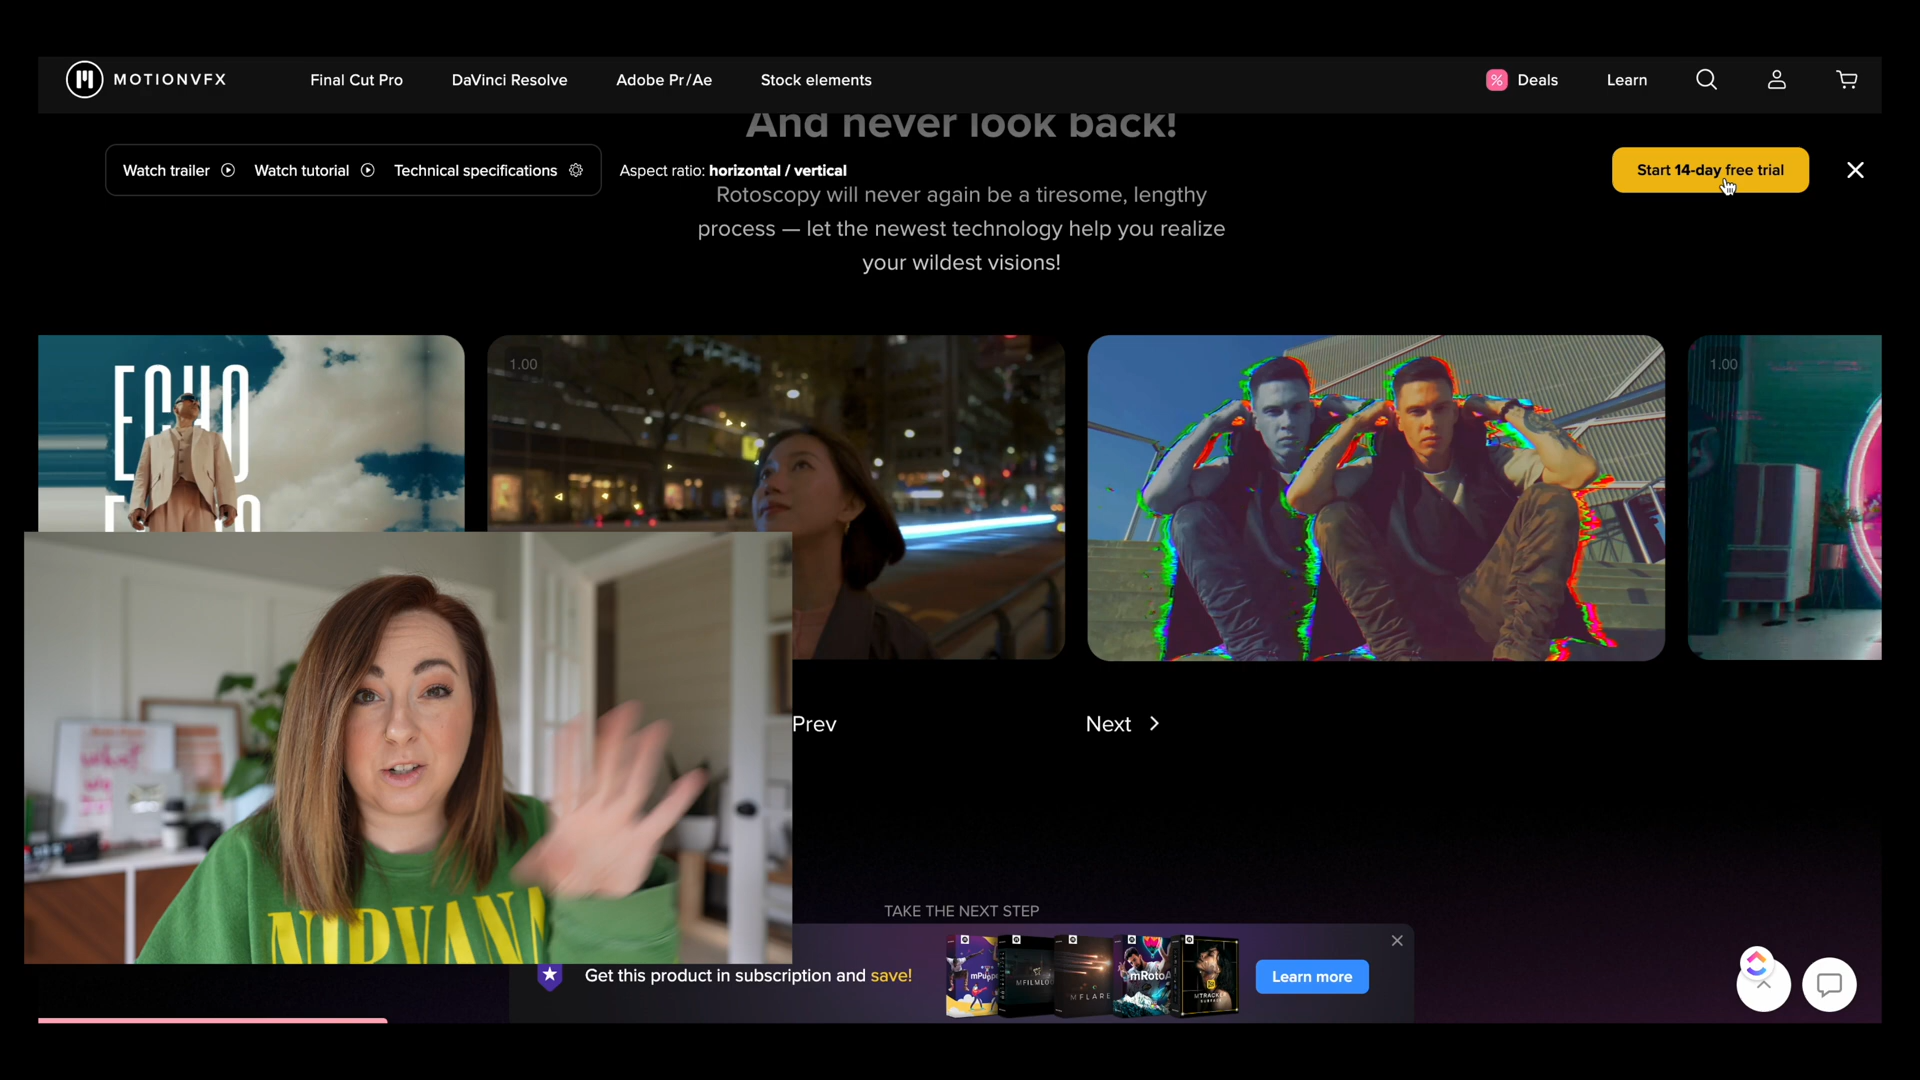 MOTIONVFX
Final Cut Pro
DaVinci Resolve
Adobe Pr/Ae
Stock elements
%
Deals
Learn
And never look back!
Watch trailer
Watch tutorial
Technical specifications
Aspect ratio: horizontal / vertical
Start 14-day free trial
Rotoscopy will never again be a tiresome, lengthy
process — let the newest technology help you realize
your wildest visions!
ECHO
1.00
1.00
NIRVANA
Prev
Next
TAKE THE NEXT STEP
Get this product in subscription and save!
MFLARE
Learn more